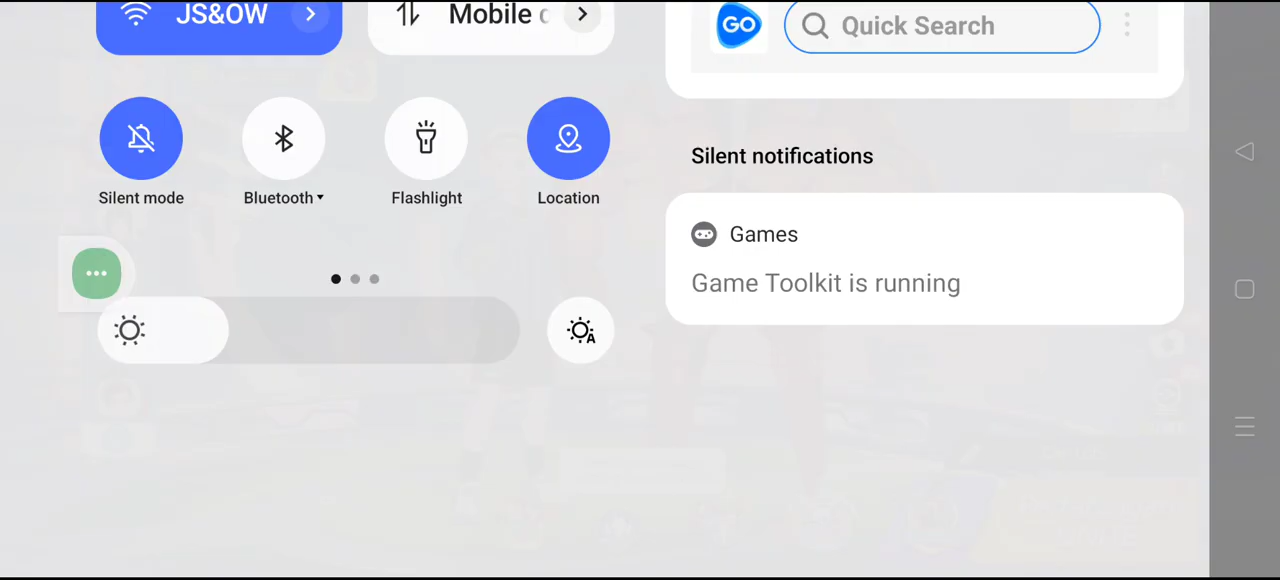 JS&OW
Mobile
Silent mode
Bluetooth
Flashlight
Location
A
GO
Quick Search
Silent notifications
Games
Game Toolkit is running